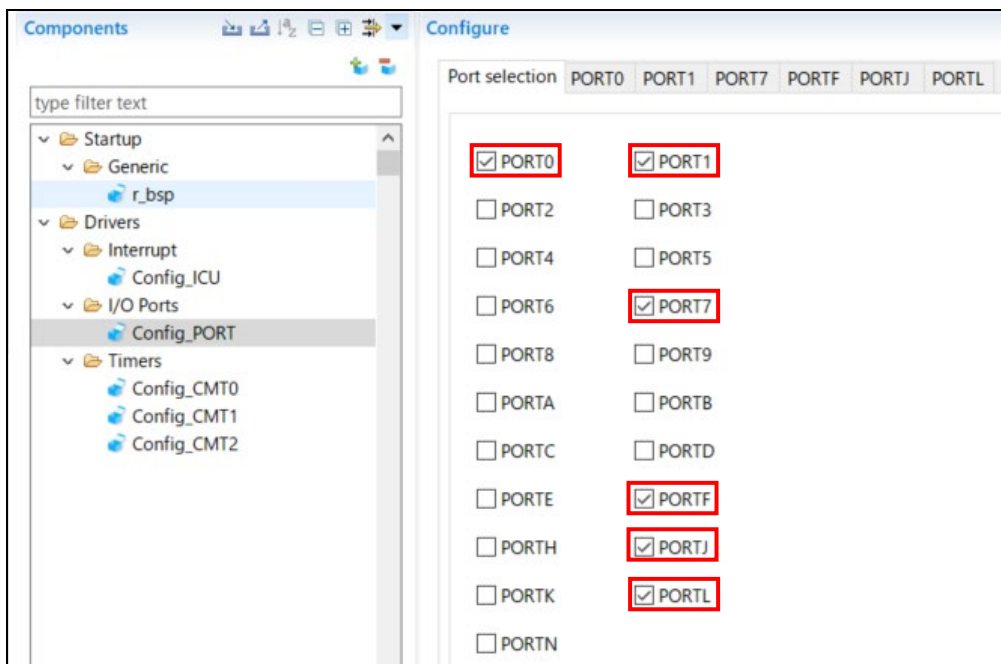 Components
Configure
type filter text
Startup
Generic
r_bsp
Drivers
Interrupt
Config_ICU
I/O Ports
Config_PORT
Timers
Config_CMT0
Config_CMT1
Config_CMT2
Port selection PORT0 PORT1 PORT7 PORTF PORTJ PORTL
PORT0 PORT1
PORT2 PORT3
PORT4 PORT5
PORT6 PORT7
PORT8 PORT9
PORTA PORTB
PORTC PORTD
PORTE PORTF
PORTH PORTJ
PORTK PORTL
PORTN